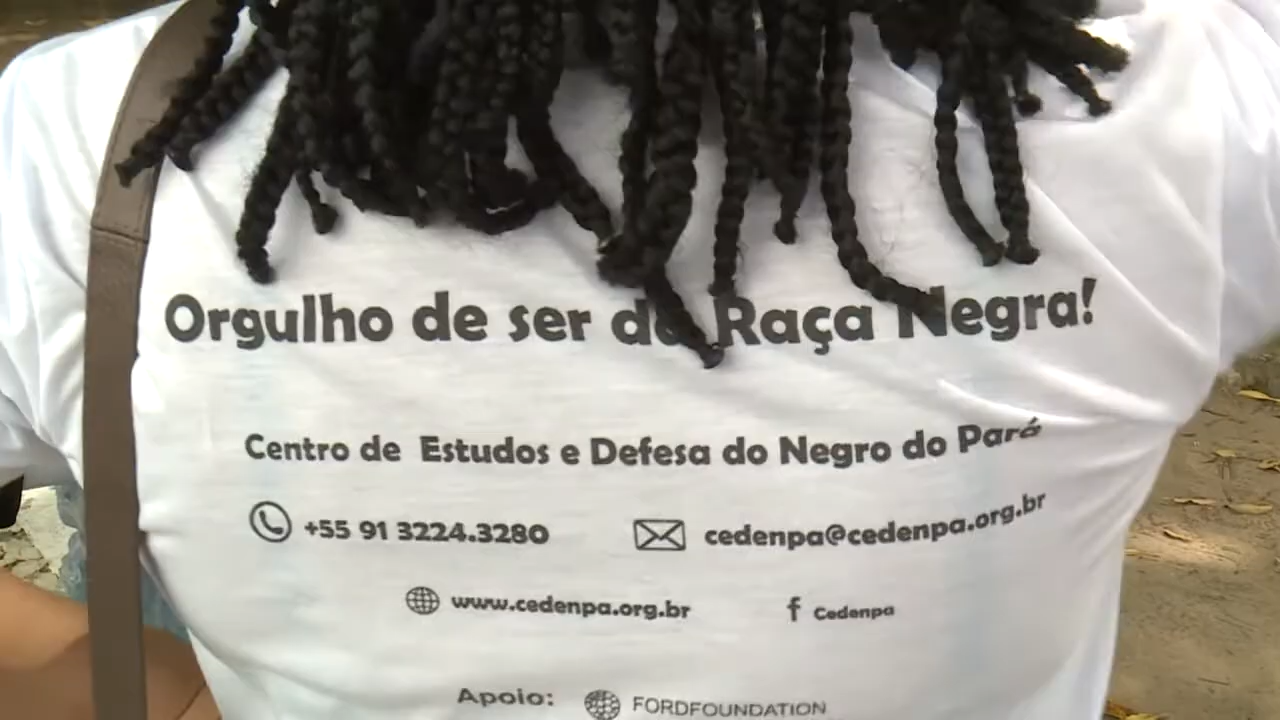 Orgulho de ser da Raça Negra!
Centro de Estudos e Defesa do Negro do Pará
+55 91 3224.3280 cedenpa@cedenpa.org.br
www.cedenpa.org.br f Cedenpa
Apoio: FORDFOUNDATION